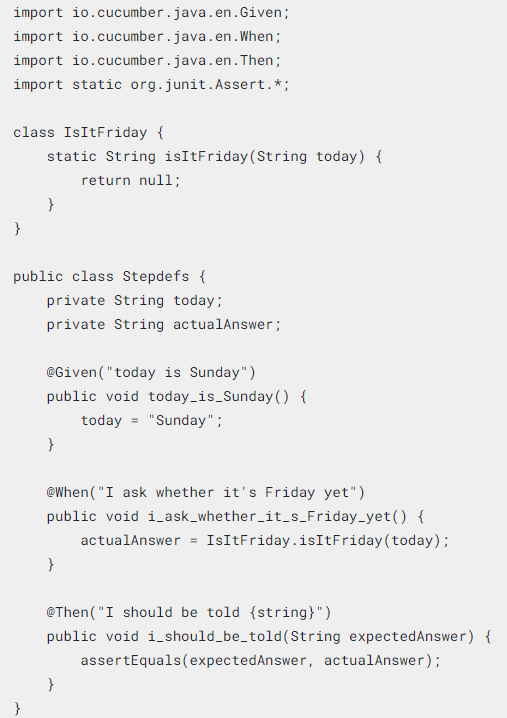 import io.cucumber.java.en.Given;
import io.cucumber.java.en.When;
import io.cucumber.java.en.Then;
import static org.junit.Assert.*;

class IsItFriday {
    static String isItFriday(String today) {
        return null;
    }
}

public class Stepdefs {
    private String today;
    private String actualAnswer;

    @Given("today is Sunday")
    public void today_is_Sunday() {
        today = "Sunday";
    }

    @When("I ask whether it's Friday yet")
    public void i_ask_whether_it_s_Friday_yet() {
        actualAnswer = IsItFriday.isItFriday(today);
    }

    @Then("I should be told {string}")
    public void i_should_be_told(String expectedAnswer) {
        assertEquals(expectedAnswer, actualAnswer);
    }
}